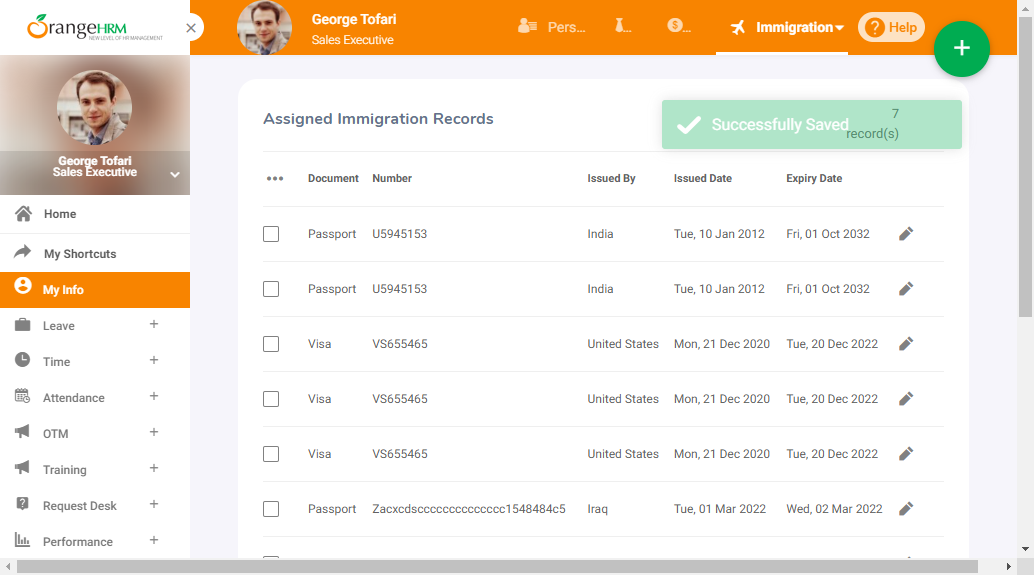 OrangeHRM
NEW LEVEL OF HR MANAGEMENT
George Tofari
Sales Executive
Pers...
...
...
Immigration
Help
George Tofari
Sales Executive
Home
My Shortcuts
My Info
Leave +
Time +
Attendance +
OTM +
Training +
Request Desk +
Performance +
Assigned Immigration Records
Successfully Saved
7
record(s)
Document Number Issued By Issued Date Expiry Date
Passport U5945153 India Tue, 10 Jan 2012 Fri, 01 Oct 2032
Passport U5945153 India Tue, 10 Jan 2012 Fri, 01 Oct 2032
Visa VS655465 United States Mon, 21 Dec 2020 Tue, 20 Dec 2022
Visa VS655465 United States Mon, 21 Dec 2020 Tue, 20 Dec 2022
Visa VS655465 United States Mon, 21 Dec 2020 Tue, 20 Dec 2022
Passport Zacxcdscccccccccccccc1548484c5 Iraq Tue, 01 Mar 2022 Wed, 02 Mar 2022